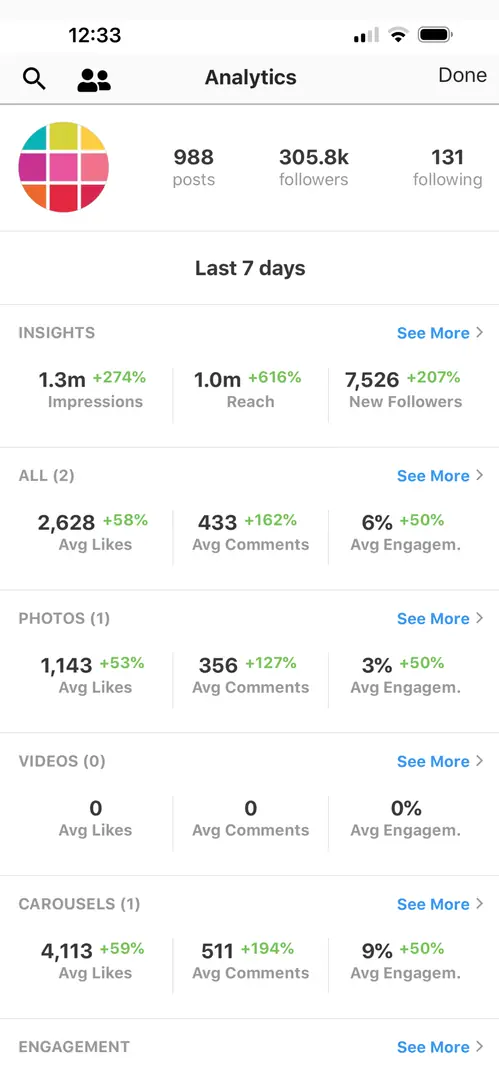 12:33
Analytics
Done
988 305.8k 131
posts followers following
Last 7 days
INSIGHTS See More
1.3m +274% 1.0m +616% 7,526 +207%
Impressions Reach New Followers
ALL (2) See More
2,628 +58% 433 +162% 6% +50%
Avg Likes Avg Comments Avg Engagem.
PHOTOS (1) See More
1,143 +53% 356 +127% 3% +50%
Avg Likes Avg Comments Avg Engagem.
VIDEOS (0) See More
0 0 0%
Avg Likes Avg Comments Avg Engagem.
CAROUSELS (1) See More
4,113 +59% 511 +194% 9% +50%
Avg Likes Avg Comments Avg Engagem.
ENGAGEMENT See More